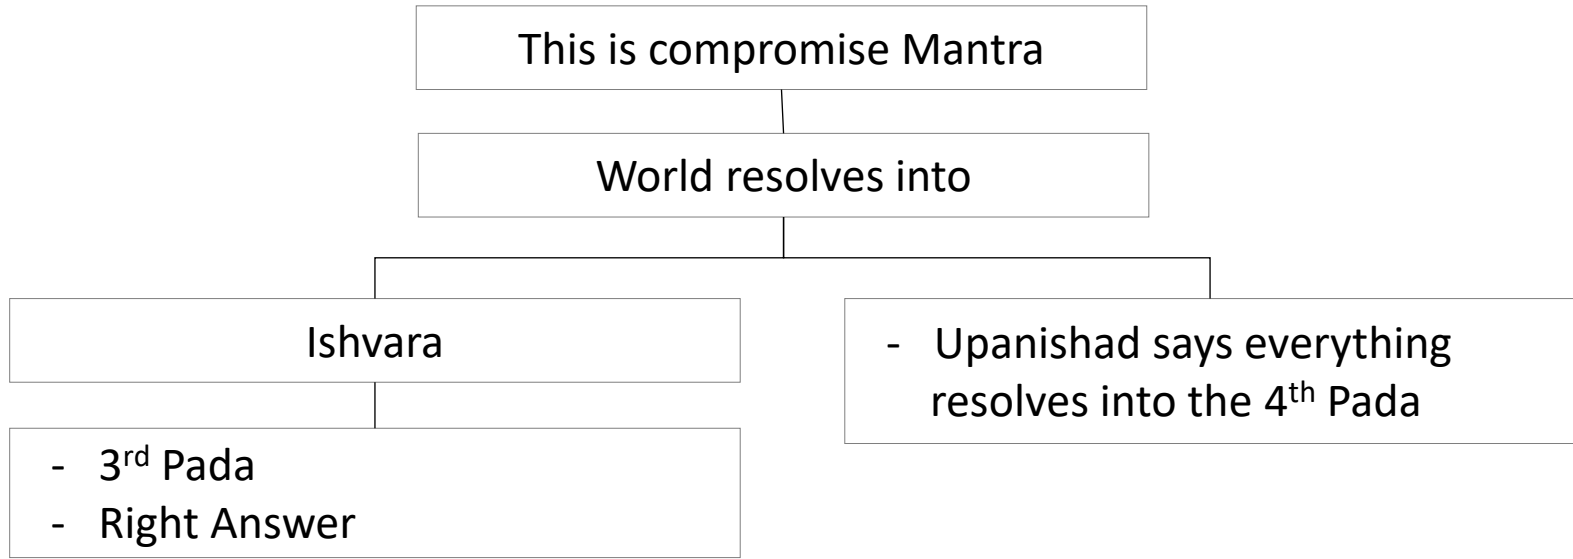 This is compromise Mantra
World resolves into
Ishvara
- 3rd Pada
- Right Answer
- Upanishad says everything
resolves into the 4th Pada